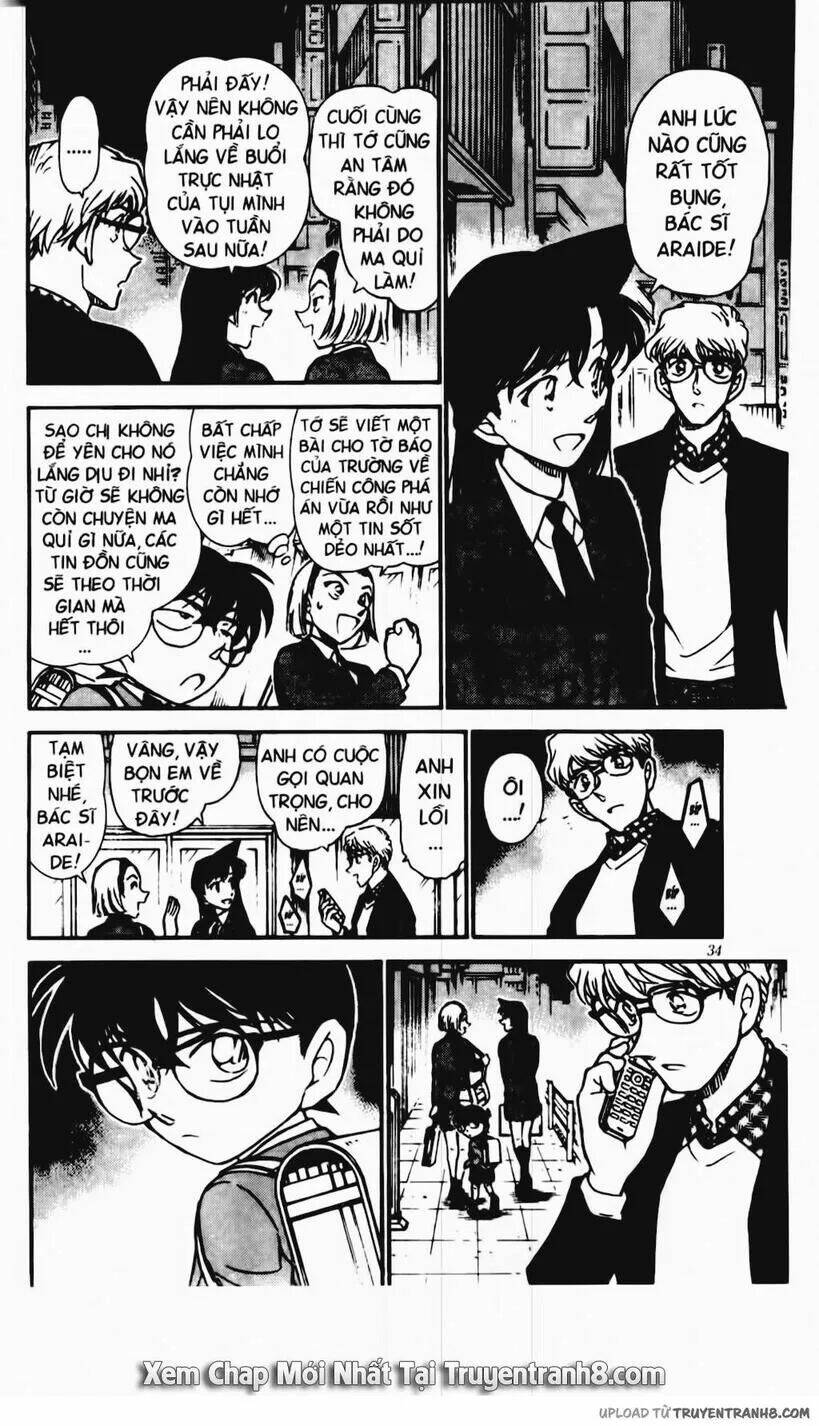 ANH LÚC
NÀO CŨNG
RẤT TỐT
BỤNG,
BÁC SĨ
ARAIDE!
CUỐI CÙNG
THÌ TỚ CŨNG
AN TÂM
RẰNG ĐÓ
KHÔNG
PHẢI DO
MA QUỈ
LÀM!
PHẢI ĐẤY!
VẬY NÊN KHÔNG
CẦN PHẢI LO
LẮNG VỀ BUỔI
TRỰC NHẬT
CỦA TỤI MÌNH
VÀO TUẦN
SAU NỮA!
......
TỚ SẼ VIẾT MỘT
BÀI CHO TỜ BÁO
CỦA TRƯỜNG VỀ
CHIẾN CÔNG PHÁ
ÁN VỪA RỒI NHƯ
MỘT TIN SỐT
DẺO NHẤT...!
BẤT CHẤP
VIỆC MÌNH
CHẲNG
CÒN NHỚ
GÌ HẾT...
SAO CHỊ KHÔNG
ĐỂ YÊN CHO NÓ
LẮNG DỊU ĐI NHỈ?
TỪ GIỜ SẼ KHÔNG
CÒN CHUYỆN MA
QUỈ GÌ NỮA, CÁC
TIN ĐỒN CŨNG
SẼ THEO THỜI
GIAN MÀ
HẾT THÔI
...
BÍP
...
BÍP
...
ÔI
...!
ANH
XIN
LỖI
...
ANH CÓ CUỘC
GỌI QUAN
TRỌNG, CHO
NÊN...
BÍP
...
BÍP
...
VÂNG, VẬY
BỌN EM VỀ
TRƯỚC
ĐÂY!
TẠM
BIỆT
NHÉ,
BÁC SĨ
ARAI-
DE!
34
Xem Chap Mới Nhất Tại Truyentranh8.com
UPLOAD TỪ TRUYENTRANH8.COM